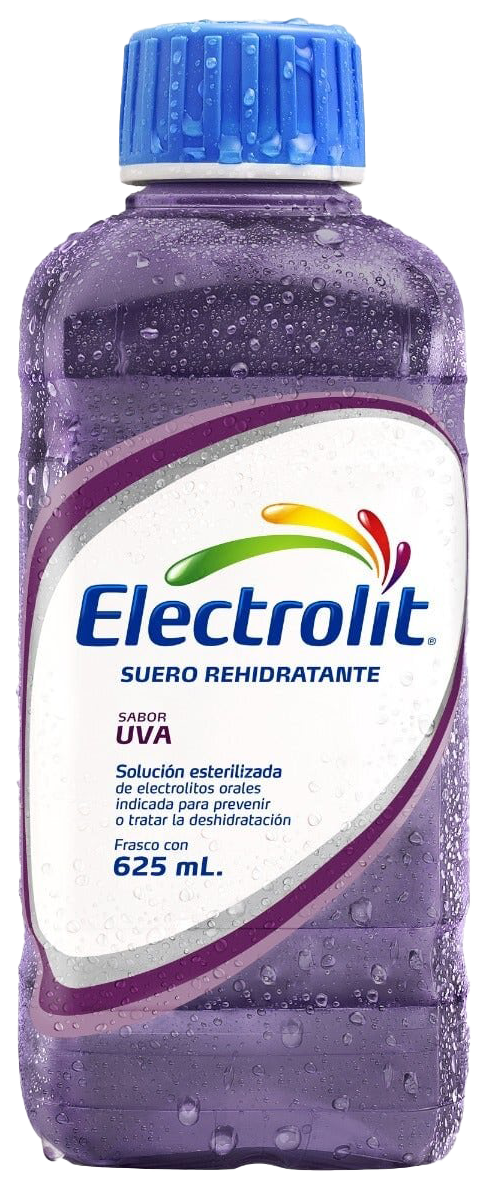 Electrolit®
SUERO REHIDRATANTE
SABOR
UVA
Solución esterilizada
de electrolitos orales
indicada para prevenir
o tratar la deshidratación
Frasco con
625 mL.